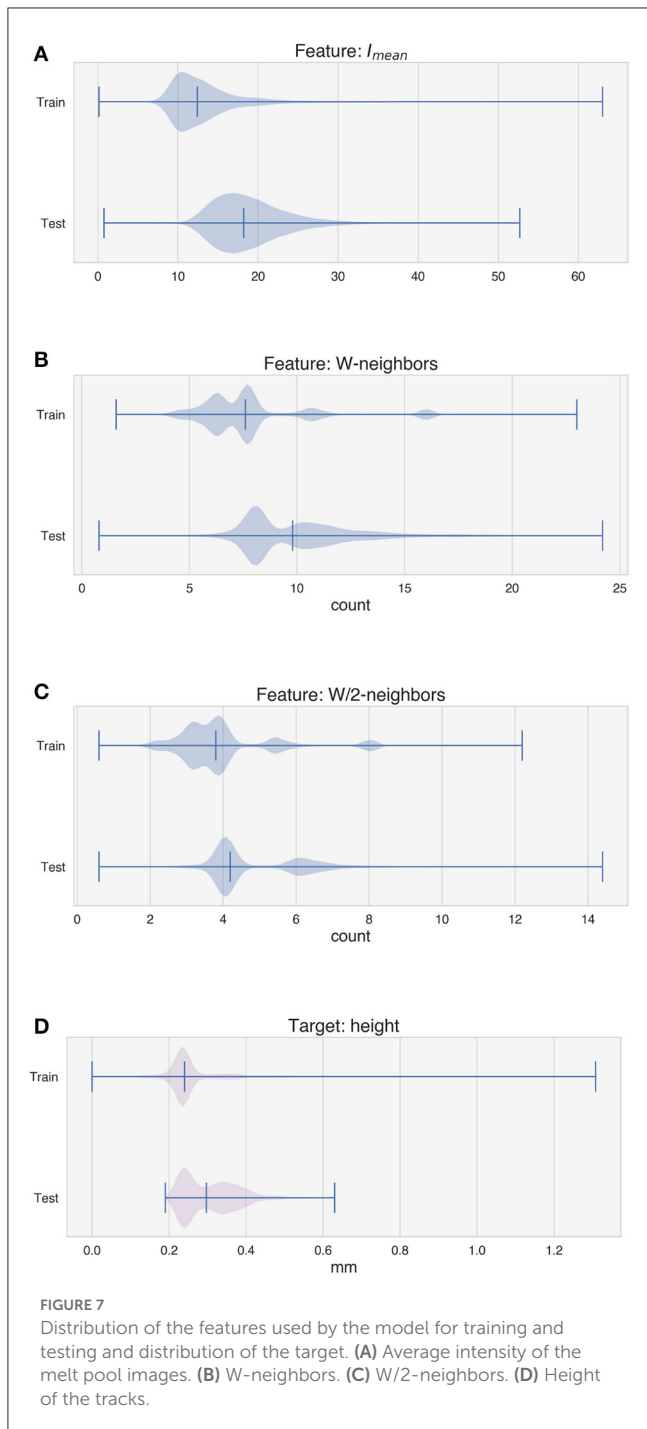 A
Feature: Imean
Train
Test
0 10 20 30 40 50 60
B
Feature: W-neighbors
Train
Test
0 5 10 15 20 25
count
C
Feature: W/2-neighbors
Train
Test
0 2 4 6 8 10 12 14
count
D
Target: height
Train
Test
0.0 0.2 0.4 0.6 0.8 1.0 1.2
mm
FIGURE 7
Distribution of the features used by the model for training and
testing and distribution of the target. (A) Average intensity of the
melt pool images. (B) W-neighbors. (C) W/2-neighbors. (D) Height
of the tracks.